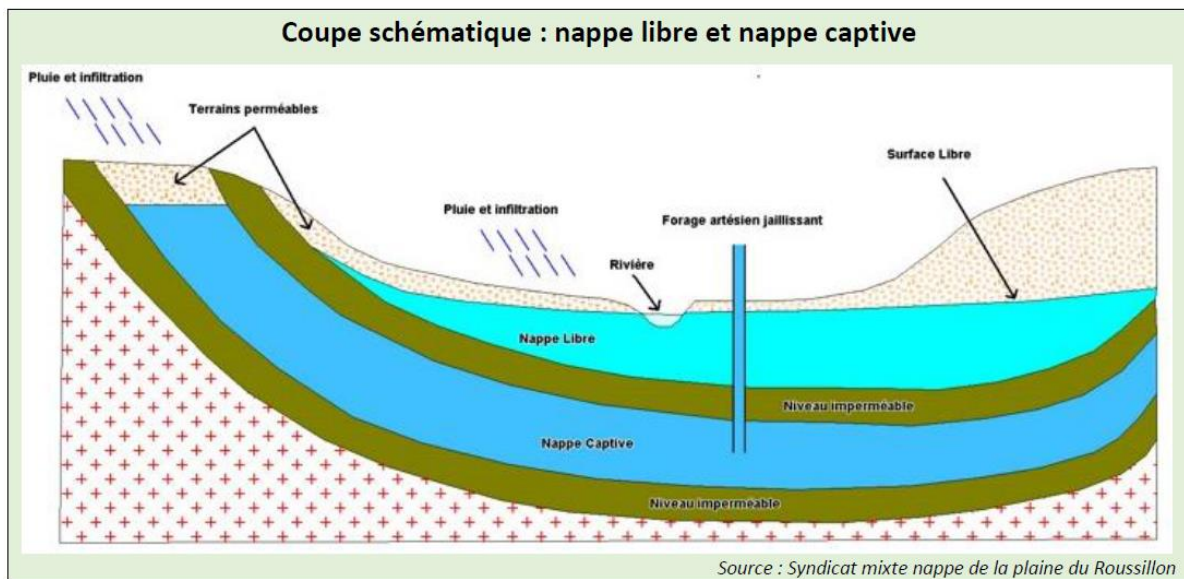 Coupe schématique : nappe libre et nappe captive
Pluie et infiltration
Terrains perméables
Surface Libre
Pluie et infiltration
Forage artésien jaillissant
Rivière
Nappe Libre
Niveau imperméable
Nappe Captive
Niveau imperméable
Source : Syndicat mixte nappe de la plaine du Roussillon